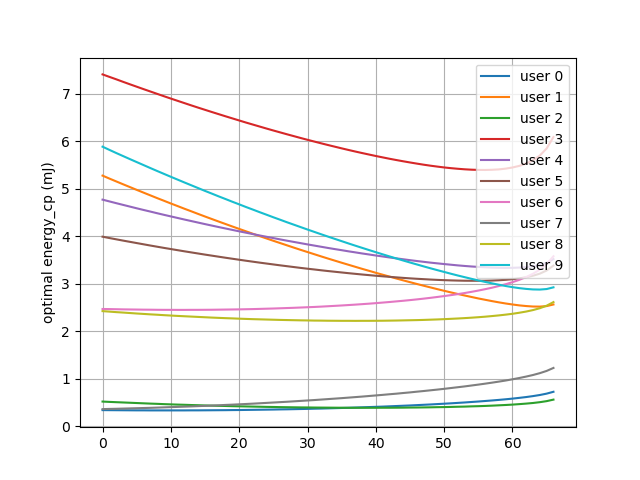 optimal energy_cp (mJ)
7
6
5
4
3
2
1
0
0 10 20 30 40 50 60
user 0
user 1
user 2
user 3
user 4
user 5
user 6
user 7
user 8
user 9